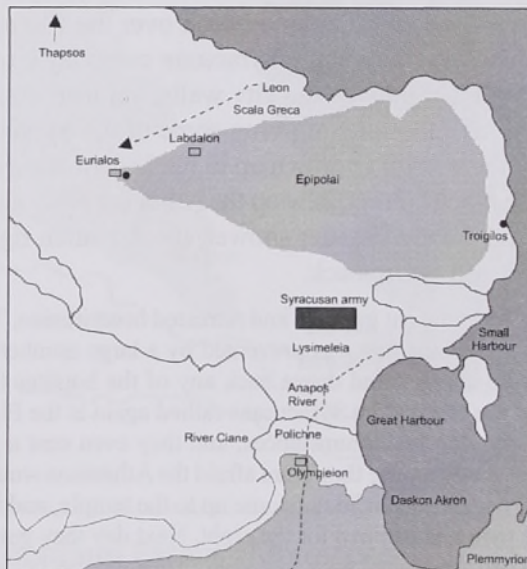 Thapsos
Leon
Scala Greca
Labdalon
Eurialos
Epipolai
Troigilos
Syracusan army
Small
Harbour
Lysimeleia
Anapos
River
River Ciane
Polichne
Great Harbour
Olympieion
Daskon Akron
Plemmyrion